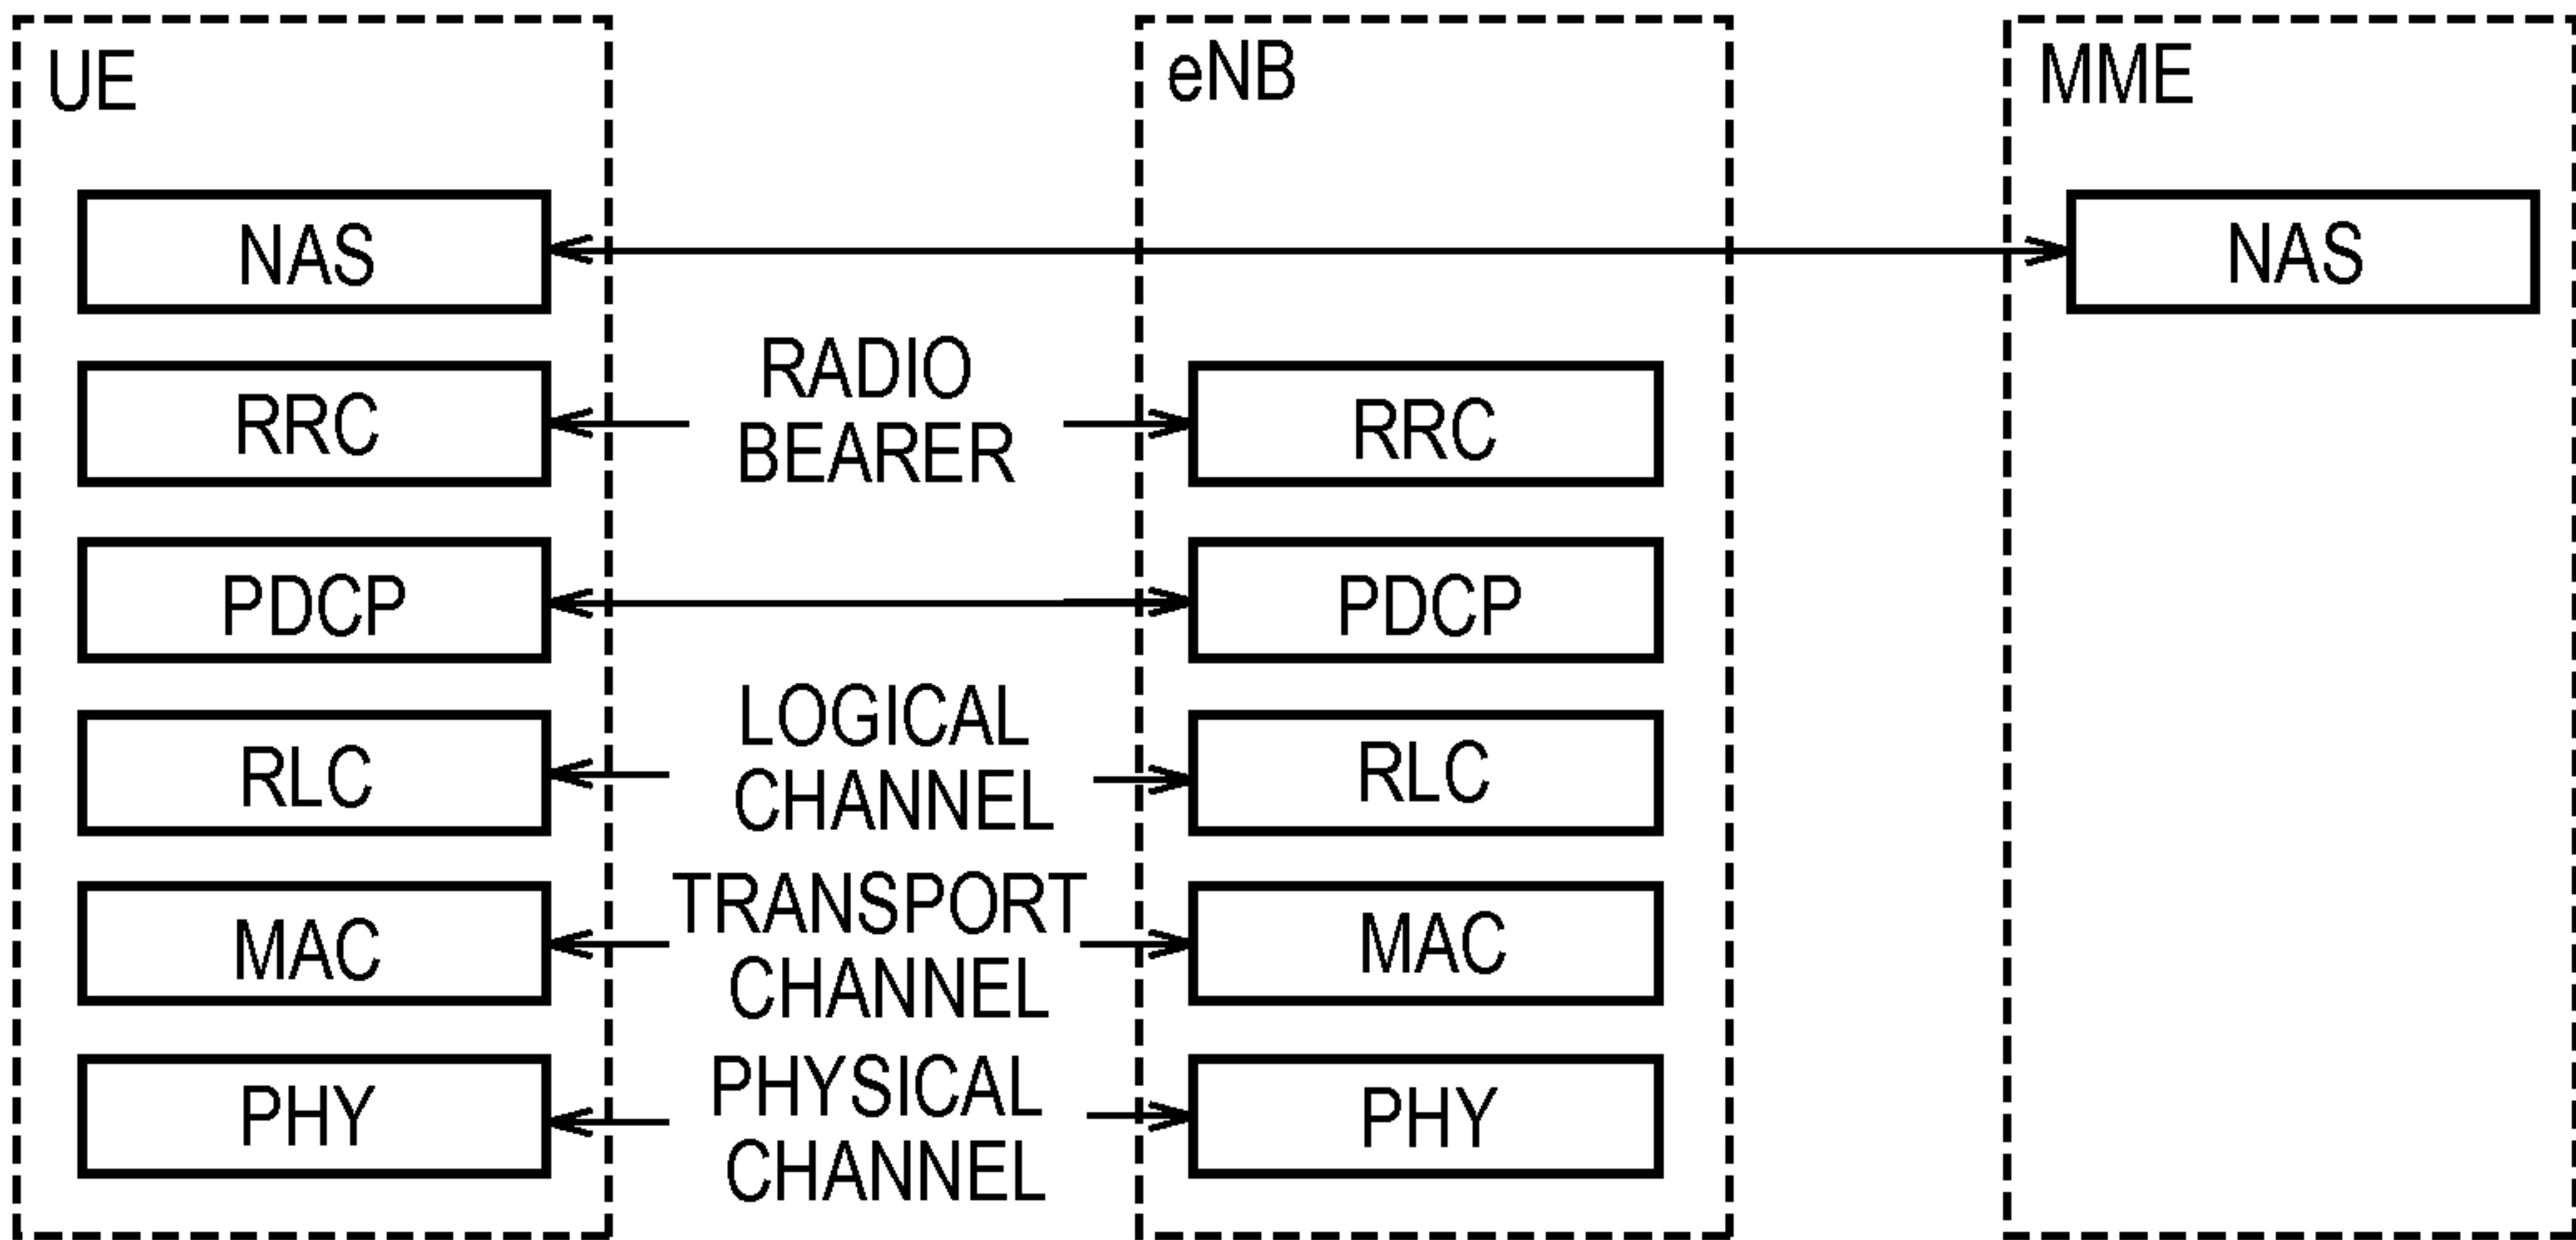 UE
eNB
MME
NAS
NAS
RRC
RADIO
BEARER
RRC
PDCP
PDCP
RLC
LOGICAL
CHANNEL
RLC
MAC
TRANSPORT
CHANNEL
MAC
PHY
PHYSICAL
CHANNEL
PHY